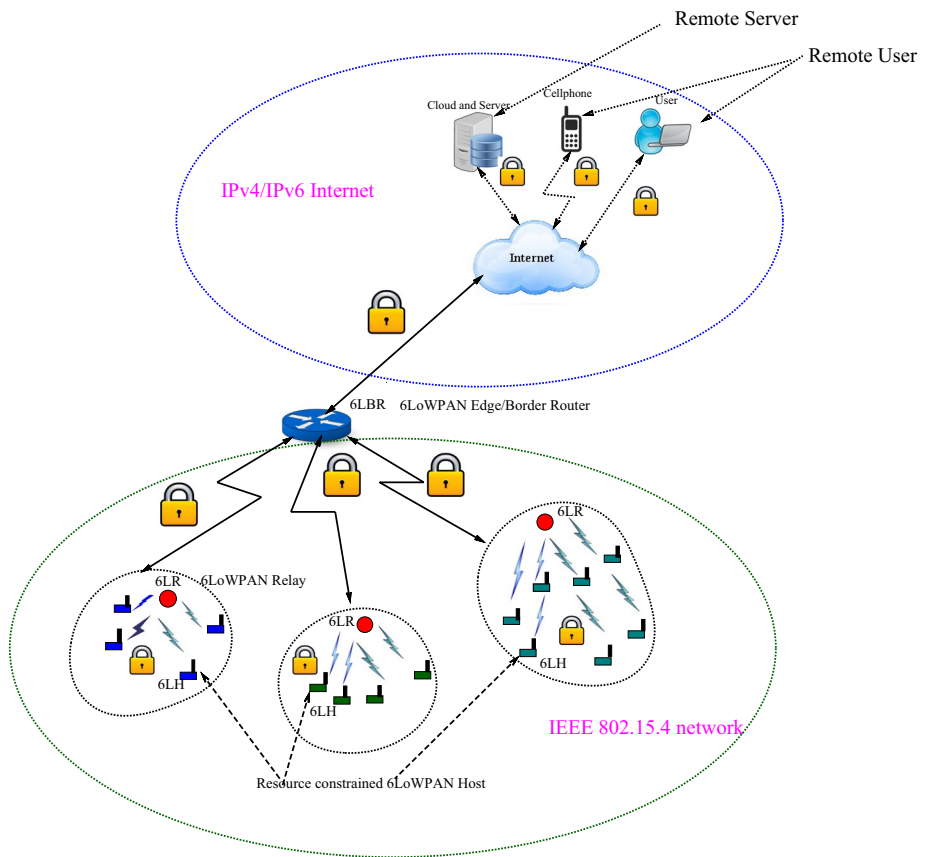 Remote Server
Remote User
Cloud and Server
Cellphone
User
IPv4/IPv6 Internet
Internet
6LBR
6LoWPAN Edge/Border Router
6LR
6LR
6LoWPAN Relay
6LR
6LH
6LH
6LH
IEEE 802.15.4 network
Resource constrained 6LoWPAN Host